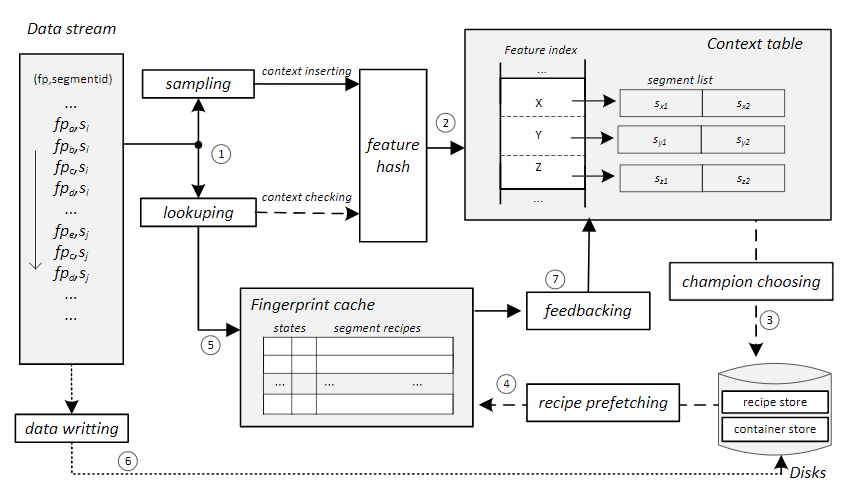 Data stream
(fp,segmentid)
...
fpa,si
fpb,si
fpc,si
fpd,si
...
fpe,sj
fpc,sj
fpd,sj
...
...
sampling
context inserting
①
lookuping
context checking
feature
hash
②
Context table
Feature index
...
X
Y
Z
...
segment list
sx1
sx2
sy1
sy2
sz1
sz2
champion choosing
③
⑦
feedbacking
Fingerprint cache
states
segment recipes
...
...
...
⑤
④
recipe prefetching
recipe store
container store
Disks
data writting
⑥